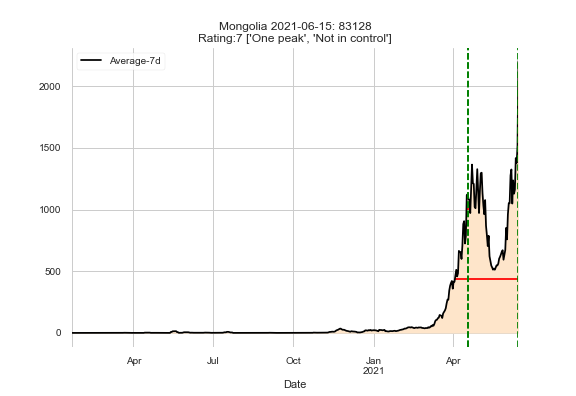 Mongolia 2021-06-15: 83128
Rating:7 ['One peak', 'Not in control']
Average-7d
2000
1500
1000
500
0
Apr
Jul
Oct
Jan
2021
Apr
Date